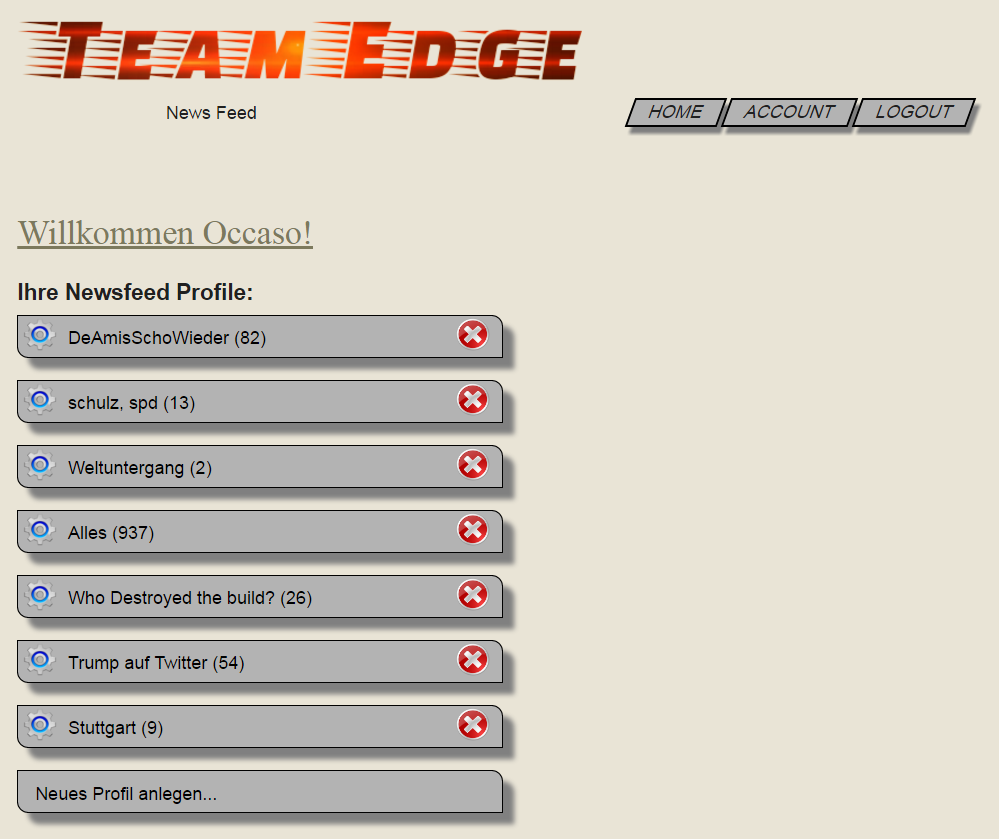 TEAM EDGE
News Feed
HOME ACCOUNT LOGOUT
Willkommen Occaso!
Ihre Newsfeed Profile:
DeAmisSchoWieder (82)
schulz, spd (13)
Weltuntergang (2)
Alles (937)
Who Destroyed the build? (26)
Trump auf Twitter (54)
Stuttgart (9)
Neues Profil anlegen...